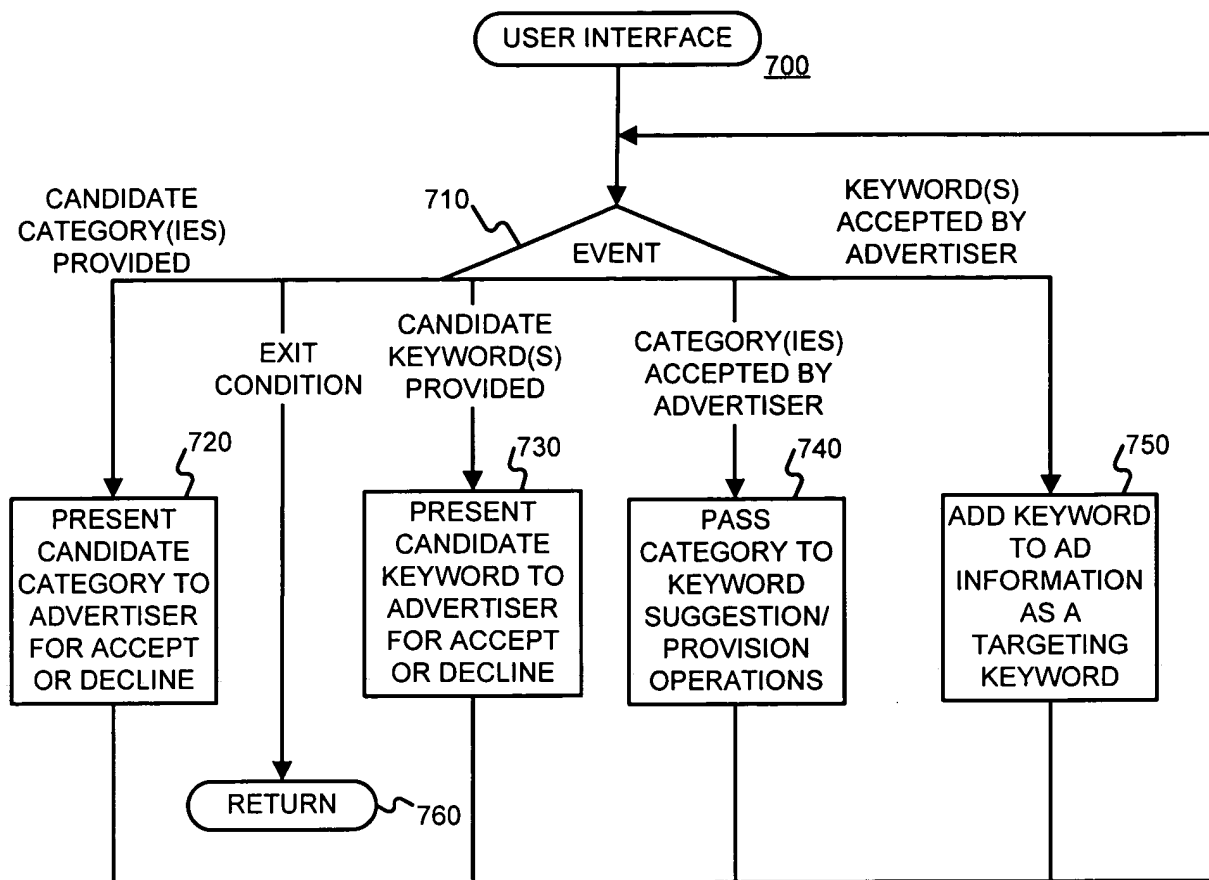 USER INTERFACE
700
CANDIDATE
CATEGORY(IES)
PROVIDED
710
EVENT
KEYWORD(S)
ACCEPTED BY
ADVERTISER
EXIT
CONDITION
CANDIDATE
KEYWORD(S)
PROVIDED
CATEGORY(IES)
ACCEPTED BY
ADVERTISER
720
PRESENT
CANDIDATE
CATEGORY TO
ADVERTISER
FOR ACCEPT
OR DECLINE
730
PRESENT
CANDIDATE
KEYWORD TO
ADVERTISER
FOR ACCEPT
OR DECLINE
740
PASS
CATEGORY TO
KEYWORD
SUGGESTION/
PROVISION
OPERATIONS
750
ADD KEYWORD
TO AD
INFORMATION
AS A
TARGETING
KEYWORD
RETURN
760